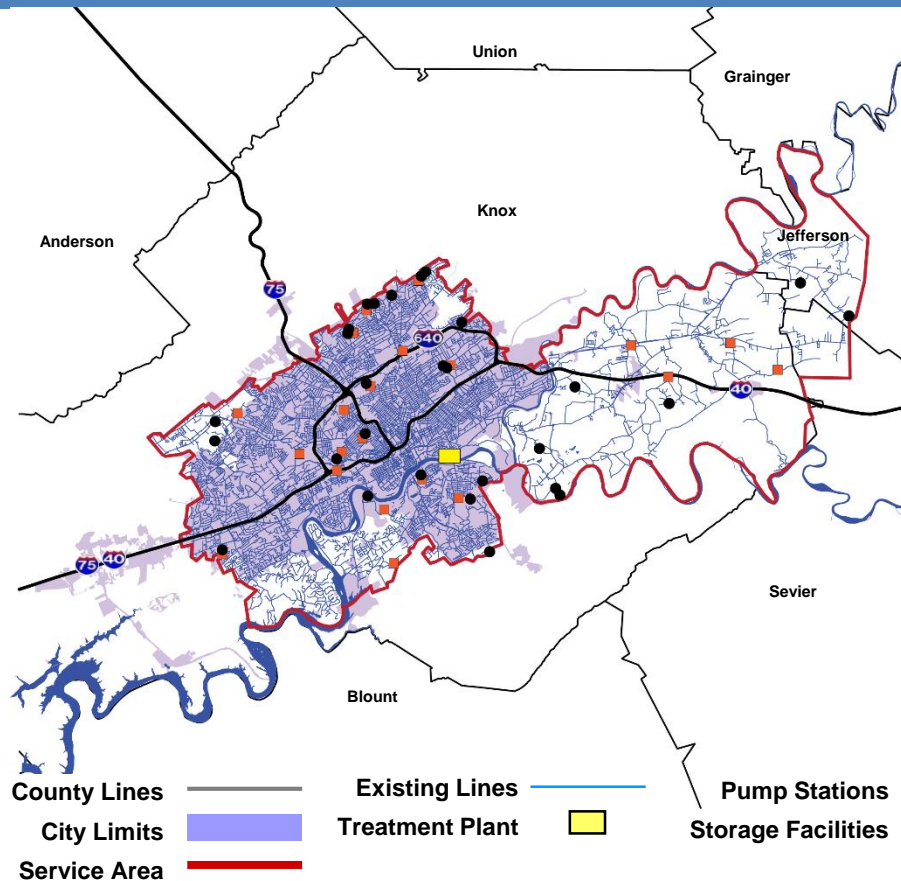 Union
Grainger
Knox
Anderson
Jefferson
75
640
40
75 40
Sevier
Blount
County Lines
Existing Lines
Pump Stations
City Limits
Treatment Plant
Storage Facilities
Service Area